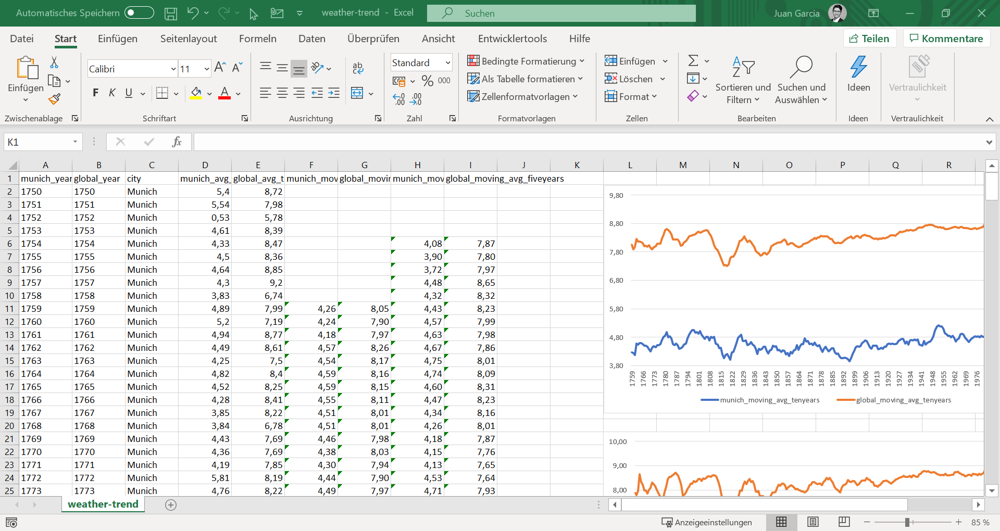 Automatisches Speichern
weather-trend - Excel
Suchen
Juan Garcia
Datei Start Einfügen Seitenlayout Formeln Daten Überprüfen Ansicht Entwicklertools Hilfe
Teilen Kommentare
Einfügen
Zwischenablage
Calibri 11
F K U
Schriftart
Ausrichtung
Standard
% 000
Zahl
Bedingte Formatierung
Als Tabelle formatieren
Zellenformatvorlagen
Formatvorlagen
Einfügen
Löschen
Format
Zellen
Sortieren und
Filtern
Suchen und
Auswählen
Bearbeiten
Ideen
Ideen
Vertraulichkeit
Vertraulichkeit
K1 fx
A B C D E F G H I J K L M N O P Q R
1 munich_year global_year city munich_avg_ global_avg_t munich_mov global_movin munich_mov global_moving_avg_fiveyears
2 1750 1750 Munich 5,4 8,72
3 1751 1751 Munich 5,54 7,98
4 1752 1752 Munich 0,53 5,78
5 1753 1753 Munich 4,61 8,39
6 1754 1754 Munich 4,33 8,47 4,08 7,87
7 1755 1755 Munich 4,5 8,36 3,90 7,80
8 1756 1756 Munich 4,64 8,85 3,72 7,97
9 1757 1757 Munich 4,3 9,2 4,48 8,65
10 1758 1758 Munich 3,83 6,74 4,32 8,32
11 1759 1759 Munich 4,89 7,99 4,26 8,05 4,43 8,23
12 1760 1760 Munich 5,2 7,19 4,24 7,90 4,57 7,99
13 1761 1761 Munich 4,94 8,77 4,18 7,97 4,63 7,98
14 1762 1762 Munich 4,49 8,61 4,57 8,26 4,67 7,86
15 1763 1763 Munich 4,25 7,5 4,54 8,17 4,75 8,01
16 1764 1764 Munich 4,82 8,4 4,59 8,16 4,74 8,09
17 1765 1765 Munich 4,52 8,25 4,59 8,15 4,60 8,31
18 1766 1766 Munich 4,28 8,41 4,55 8,11 4,47 8,23
19 1767 1767 Munich 3,85 8,22 4,51 8,01 4,34 8,16
20 1768 1768 Munich 3,84 6,78 4,51 8,01 4,26 8,01
21 1769 1769 Munich 4,43 7,69 4,46 7,98 4,18 7,87
22 1770 1770 Munich 4,36 7,69 4,38 8,03 4,15 7,76
23 1771 1771 Munich 4,19 7,85 4,30 7,94 4,13 7,65
24 1772 1772 Munich 5,81 8,19 4,44 7,90 4,53 7,64
25 1773 1773 Munich 4,76 8,22 4,49 7,97 4,71 7,93
9,80
8,80
7,80
6,80
5,80
4,80
3,80
1759 1766 1773 1780 1787 1794 1801 1808 1815 1822 1829 1836 1843 1850 1857 1864 1871 1878 1885 1892 1899 1906 1913 1920 1927 1934 1941 1948 1955 1962 1969 1976
munich_moving_avg_tenyears global_moving_avg_tenyears
10,00
9,00
8,00
weather-trend
Anzeigeeinstellungen
85 %